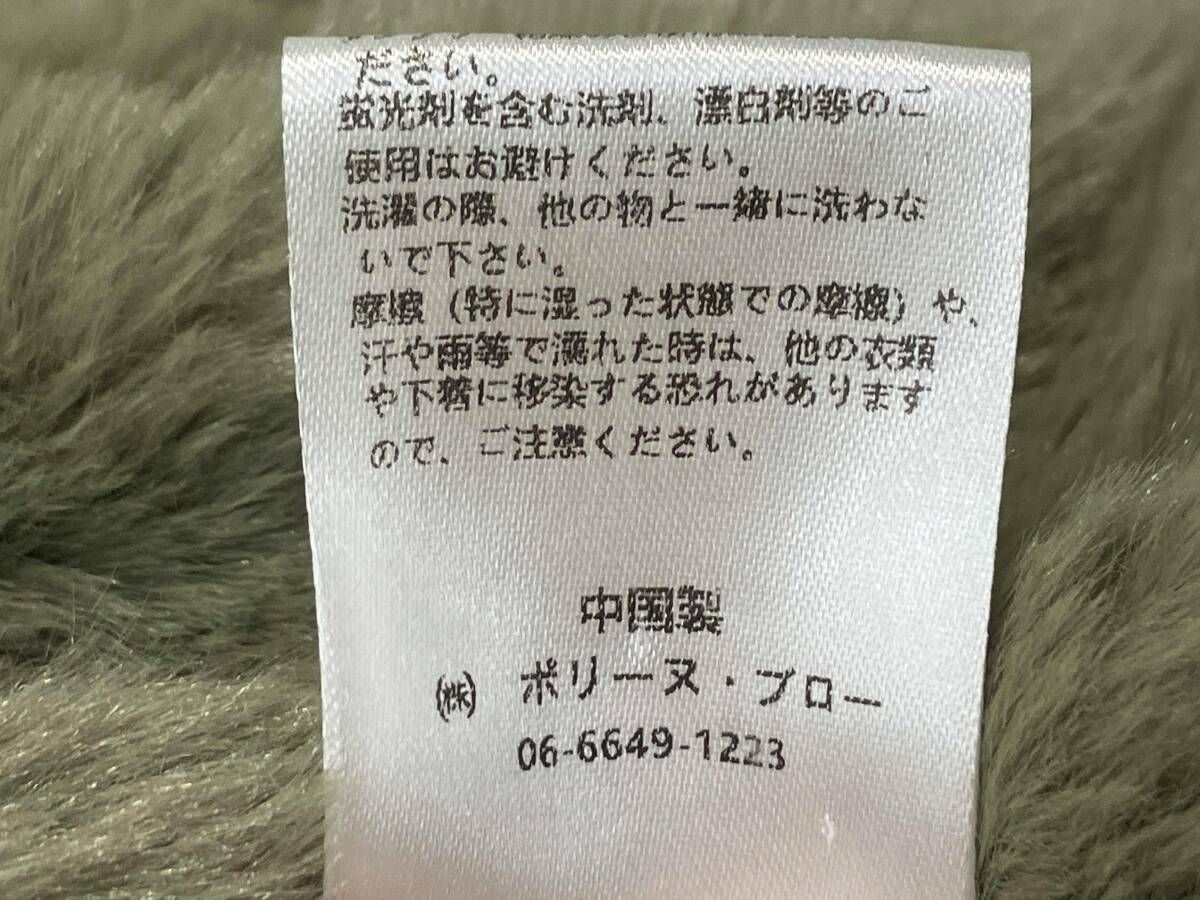 ださい。
蛍光剤を含む洗剤、漂白剤等のご
使用はお避けください。
洗濯の際、他の物と一緒に洗わな
いで下さい。
摩擦（特に湿った状態での摩擦）や、
汗や雨等で濡れた時は、他の衣類
や下着に移染する恐れがあります
ので、ご注意ください。
中国製
㈱ ポリーヌ・ブロー
06-6649-1223